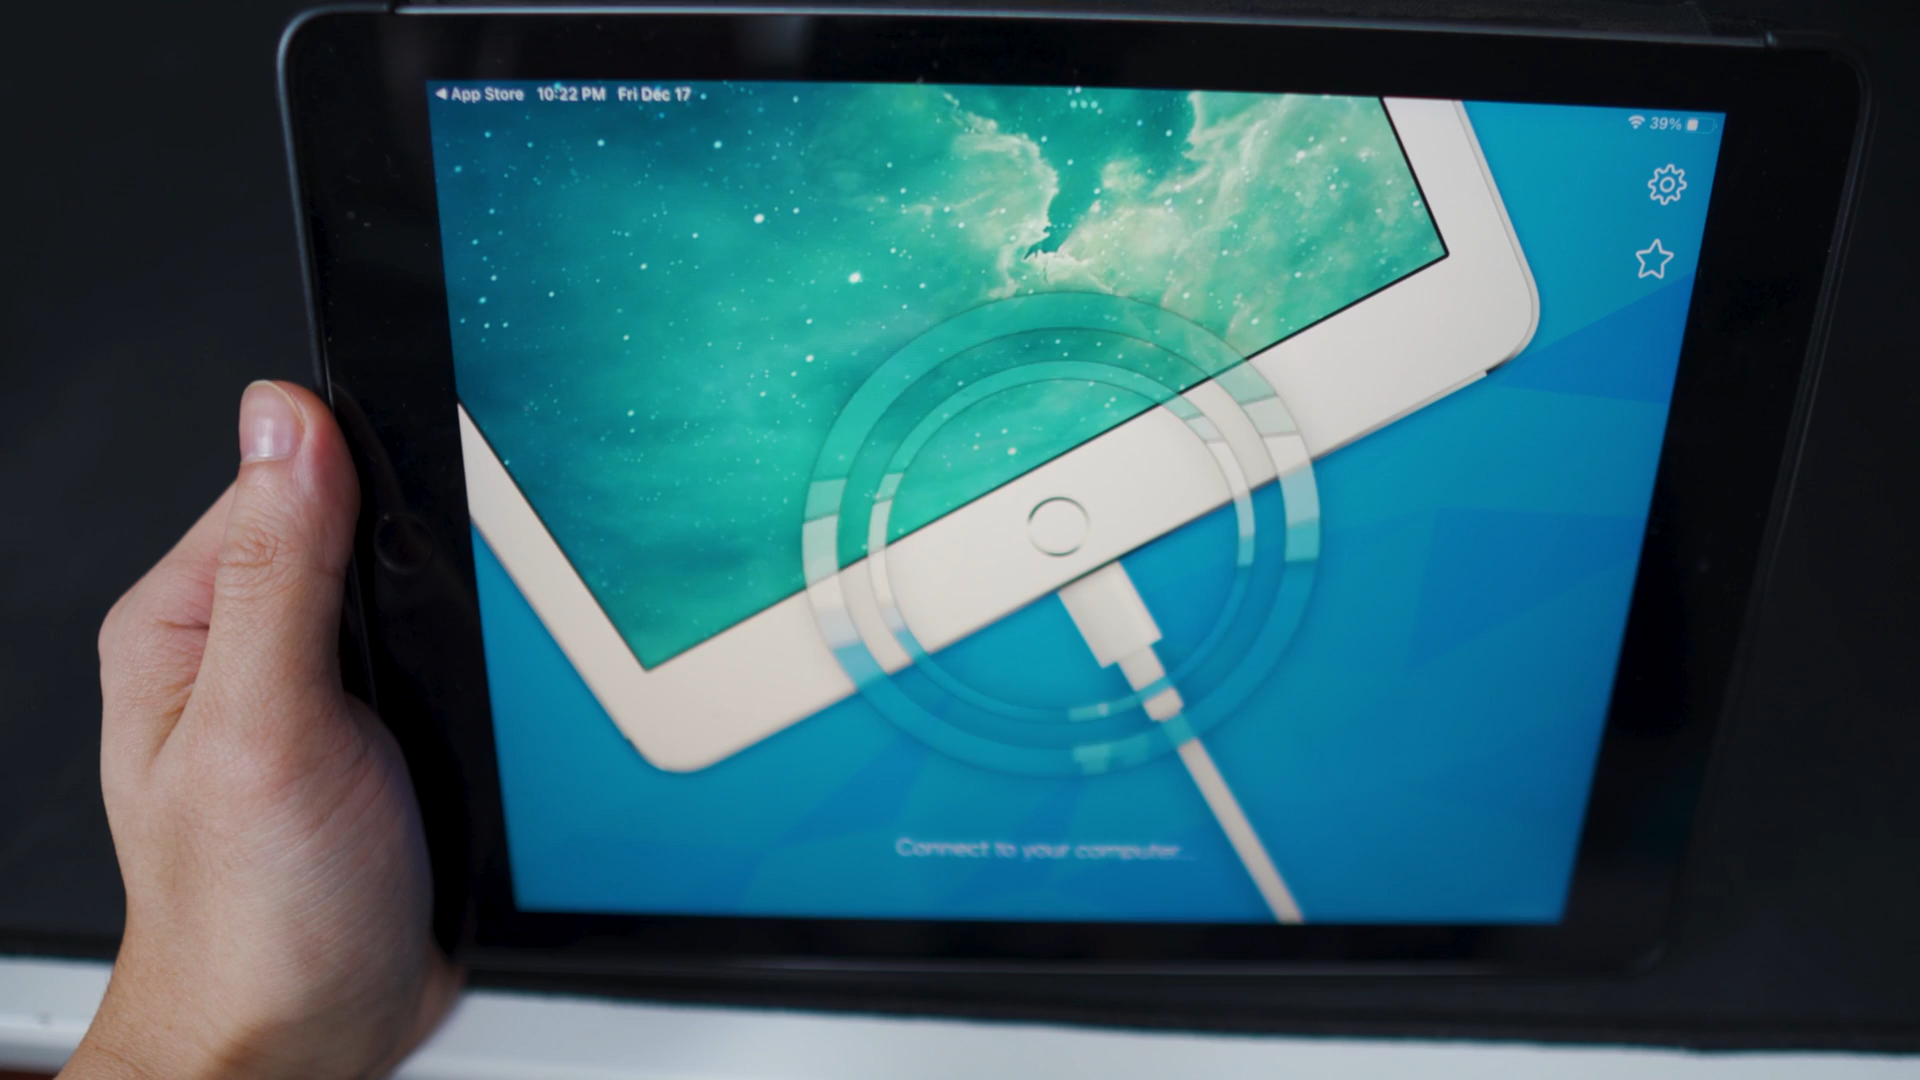 ◀ App Store 10:22 PM Fri Dec 17
39%
Connect to your computer...